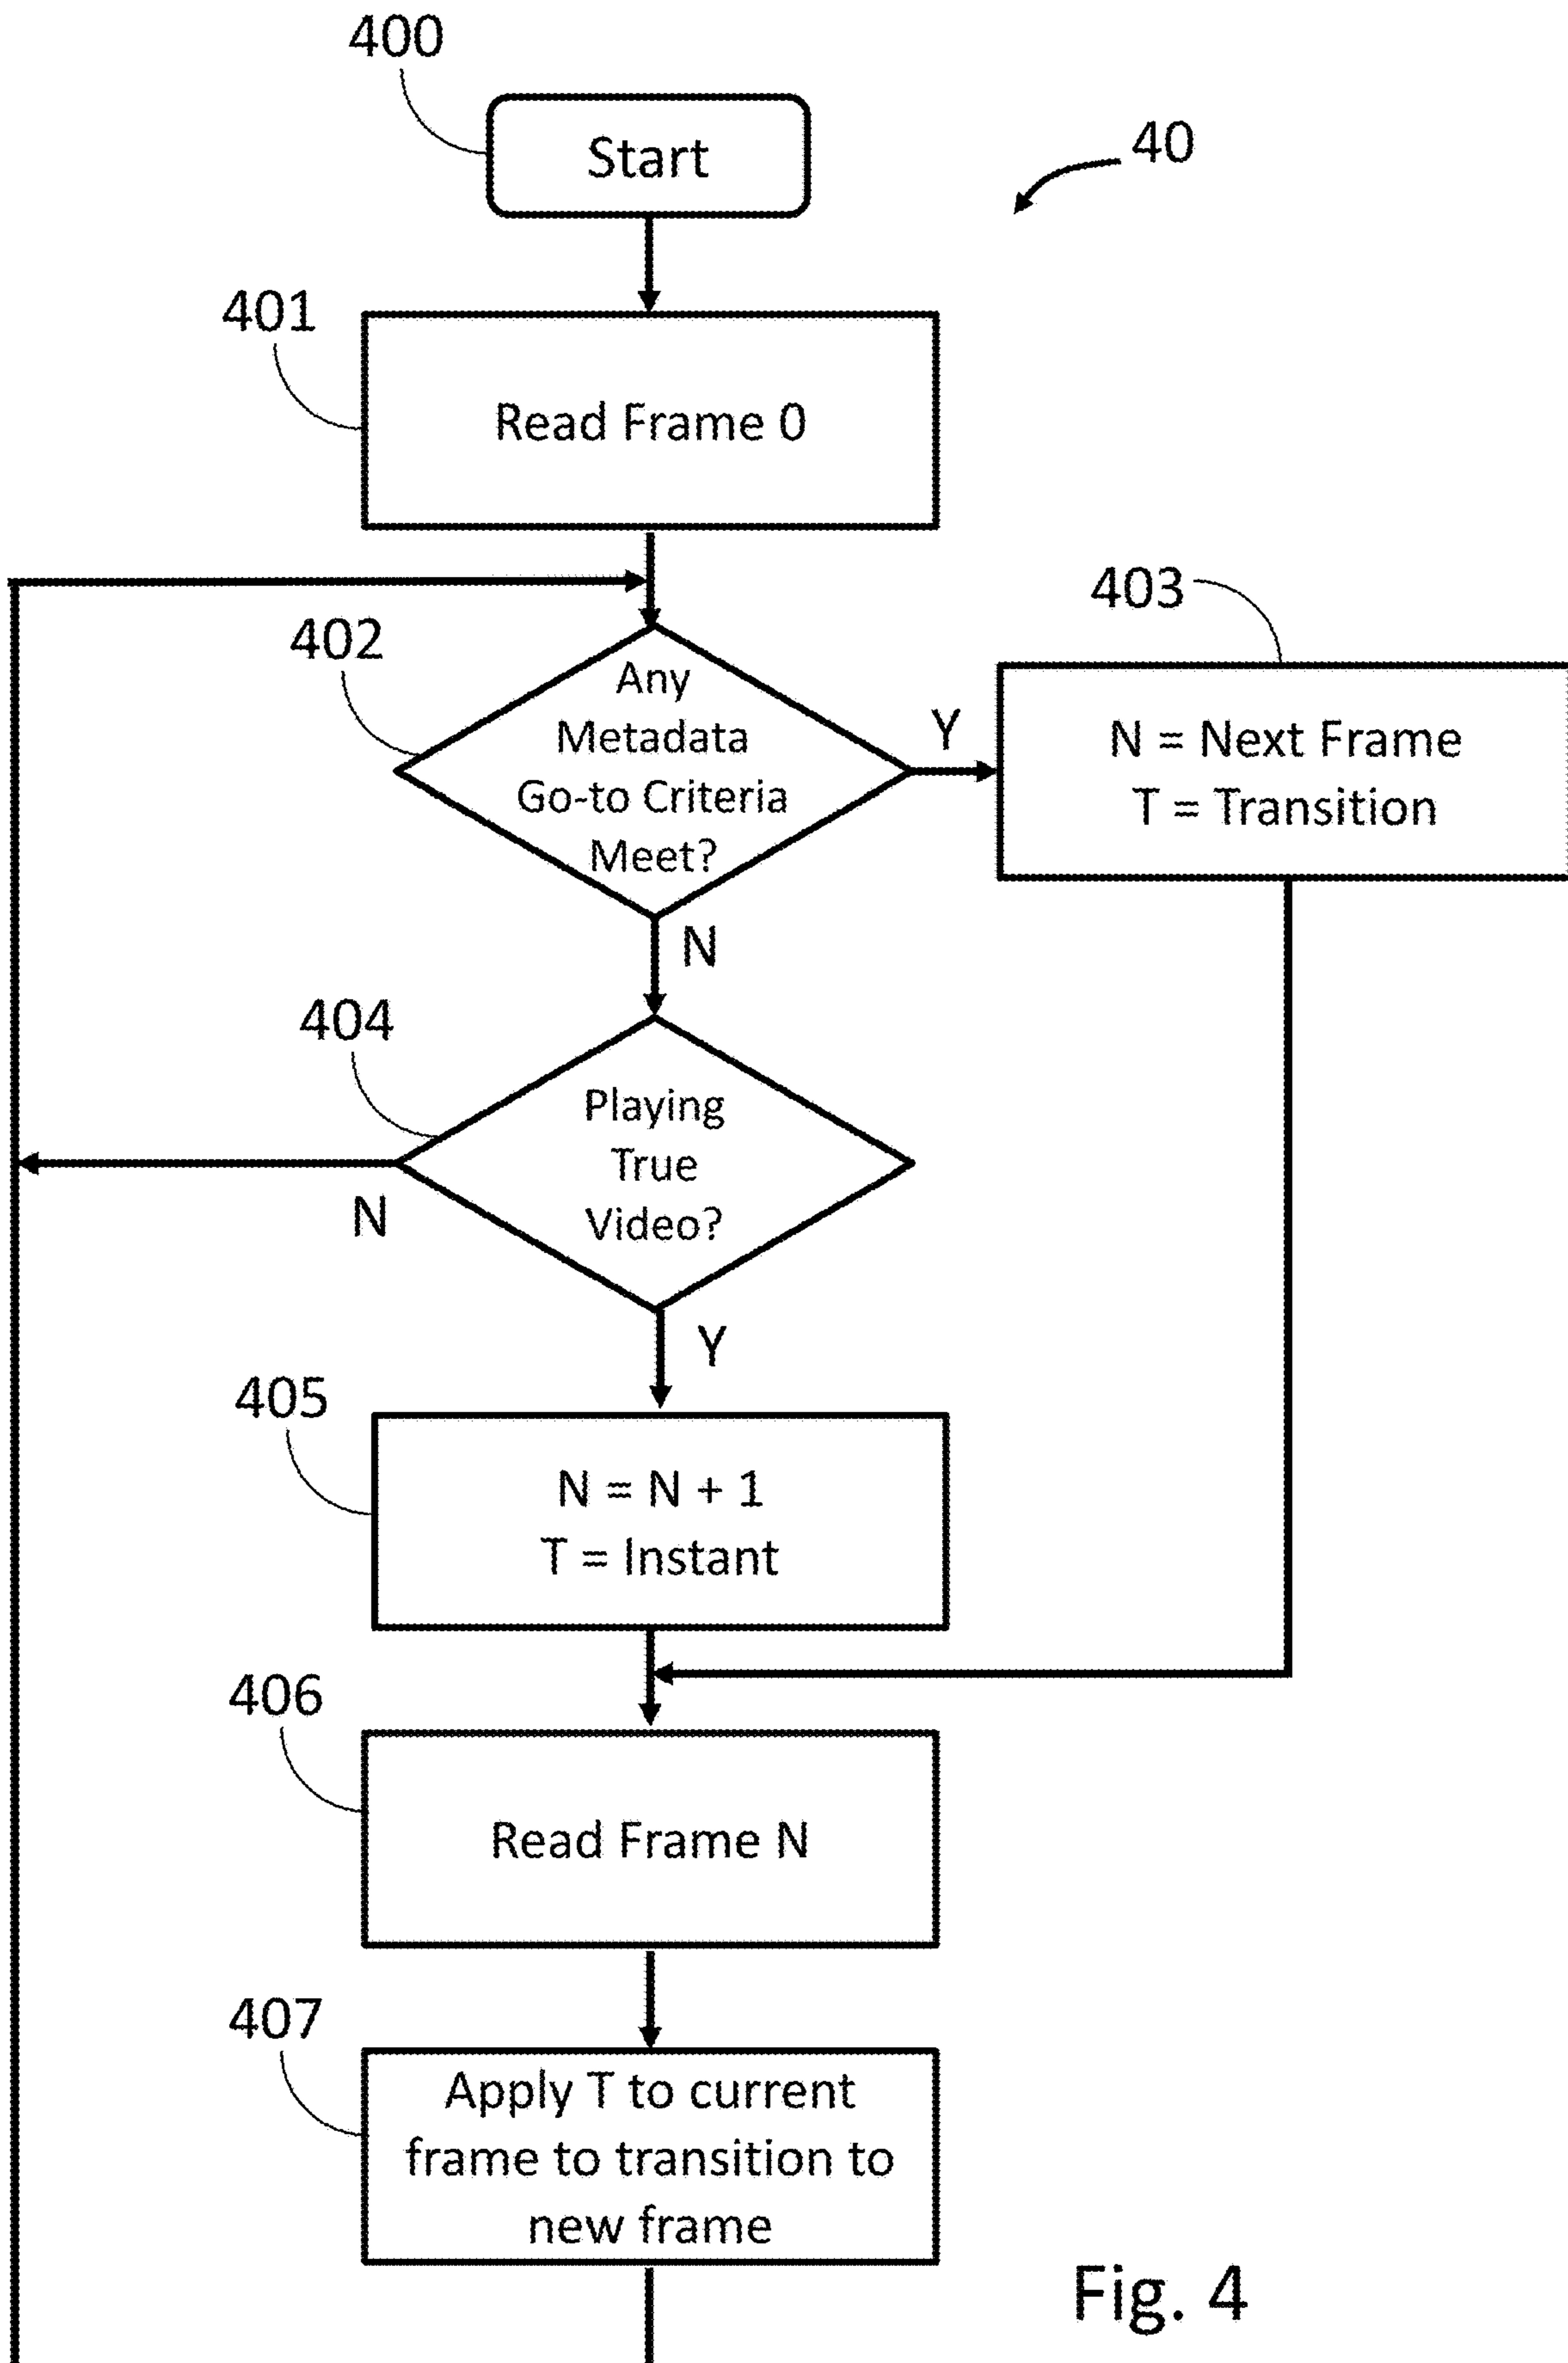 400
Start
40
401
Read Frame 0
402
Any
Metadata
Go-to Criteria
Meet?
Y
403
N = Next Frame
T = Transition
N
404
Playing
True
Video?
N
Y
405
N = N + 1
T = Instant
406
Read Frame N
407
Apply T to current
frame to transition to
new frame
Fig. 4